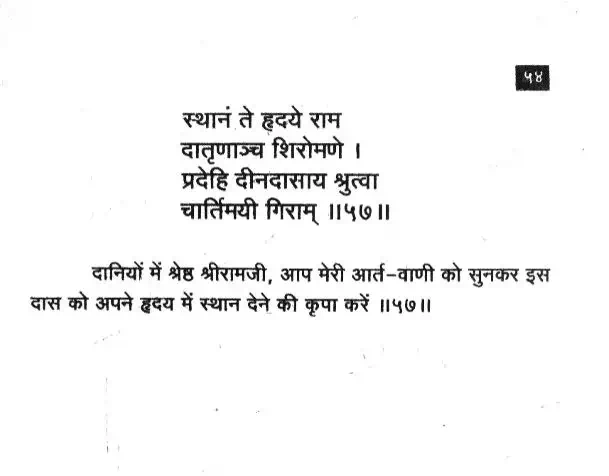 ५४
स्थानं ते हृदये राम
दातृणाञ्च शिरोमणे ।
प्रदेहि दीनदासाय श्रुत्वा
चार्तिमयी गिराम् ॥५७॥
दानियों में श्रेष्ठ श्रीरामजी, आप मेरी आर्त-वाणी को सुनकर इस
दास को अपने हृदय में स्थान देने की कृपा करें ॥५७॥